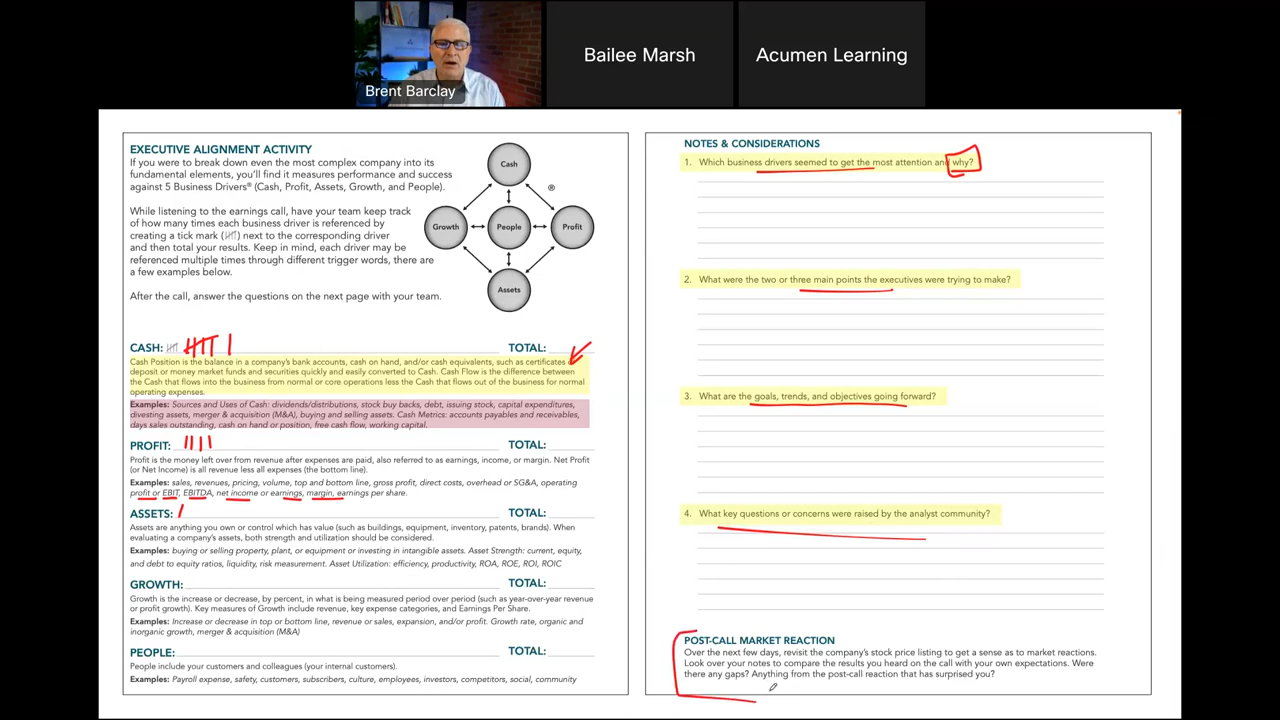 Brent Barclay
Bailee Marsh
Acumen Learning
EXECUTIVE ALIGNMENT ACTIVITY
If you were to break down even the most complex company into its
fundamental elements, you'll find it measures performance and success
against 5 Business Drivers® (Cash, Profit, Assets, Growth, and People).
While listening to the earnings call, have your team keep track
of how many times each business driver is referenced by
creating a tick mark ( ) next to the corresponding driver
and then total your results. Keep in mind, each driver may be
referenced multiple times through different trigger words, there are
a few examples below.
After the call, answer the questions on the next page with your team.
Cash
®
Growth
People
Profit
Assets
CASH: TOTAL:
Cash Position is the balance in a company's bank accounts, cash on hand, and/or cash equivalents, such as certificates
deposit or money market funds and securities quickly and easily converted to Cash. Cash Flow is the difference between
the Cash that flows into the business from normal or core operations less the Cash that flows out of the business for normal
operating expenses.
Examples: Sources and Uses of Cash: dividends/distributions, stock buy backs, debt, issuing stock, capital expenditures,
divesting assets, merger & acquisition (M&A), buying and selling assets. Cash Metrics: accounts payables and receivables,
days sales outstanding, cash on hand or position, free cash flow, working capital.
PROFIT: TOTAL:
Profit is the money left over from revenue after expenses are paid, also referred to as earnings, income, or margin. Net Profit
(or Net Income) is all revenue less all expenses (the bottom line).
Examples: sales, revenues, pricing, volume, top and bottom line, gross profit, direct costs, overhead or SG&A, operating
profit or EBIT, EBITDA, net income or earnings, margin, earnings per share.
ASSETS: TOTAL:
Assets are anything you own or control which has value (such as buildings, equipment, inventory, patents, brands). When
evaluating a company's assets, both strength and utilization should be considered.
Examples: buying or selling property, plant, or equipment or investing in intangible assets. Asset Strength: current, equity,
and debt to equity ratios, liquidity, risk measurement. Asset Utilization: efficiency, productivity, ROA, ROE, ROI, ROIC
GROWTH: TOTAL:
Growth is the increase or decrease, by percent, in what is being measured period over period (such as year-over-year revenue
or profit growth). Key measures of Growth include revenue, key expense categories, and Earnings Per Share.
Examples: Increase or decrease in top or bottom line, revenue or sales, expansion, and/or profit. Growth rate, organic and
inorganic growth, merger & acquisition (M&A)
PEOPLE: TOTAL:
People include your customers and colleagues (your internal customers).
Examples: Payroll expense, safety, customers, subscribers, culture, employees, investors, competitors, social, community
NOTES & CONSIDERATIONS
1. Which business drivers seemed to get the most attention and why?
2. What were the two or three main points the executives were trying to make?
3. What are the goals, trends, and objectives going forward?
4. What key questions or concerns were raised by the analyst community?
POST-CALL MARKET REACTION
Over the next few days, revisit the company's stock price listing to get a sense as to market reactions.
Look over your notes to compare the results you heard on the call with your own expectations. Were
there any gaps? Anything from the post-call reaction that has surprised you?